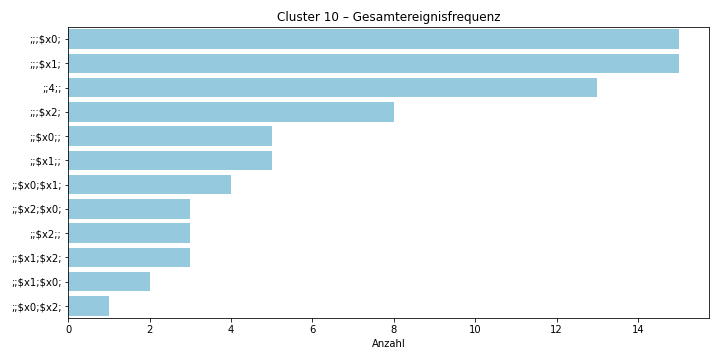 Cluster 10 – Gesamtereignisfrequenz
;;;$x0;
;;;$x1;
;;4;;
;;;$x2;
;;$x0;;
;;$x1;;
;;$x0;$x1;
;;$x2;$x0;
;;$x2;;
;;$x1;$x2;
;;$x1;$x0;
;;$x0;$x2;
0 2 4 6 8 10 12 14
Anzahl